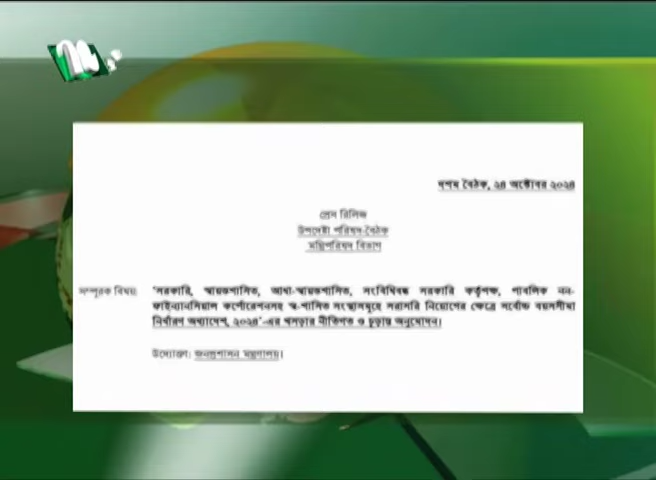 দশম বৈঠক, ২৪ অক্টোবর ২০২৪
প্রেস রিলিজ
উপদেষ্টা পরিষদ-বৈঠক
মন্ত্রিপরিষদ বিভাগ
সম্পূরক বিষয়: 'সরকারি, স্বায়ত্তশাসিত, আধা-স্বায়ত্তশাসিত, সংবিধিবদ্ধ সরকারি কর্তৃপক্ষ, পাবলিক নন-
ফাইন্যানসিয়াল কর্পোরেশনসহ স্ব-শাসিত সংস্থাসমূহে সরাসরি নিয়োগের ক্ষেত্রে সর্বোচ্চ বয়সসীমা
নির্ধারণ অধ্যাদেশ, ২০২৪'-এর খসড়ার নীতিগত ও চূড়ান্ত অনুমোদন।
উদ্যোক্তা: জনপ্রশাসন মন্ত্রণালয়।